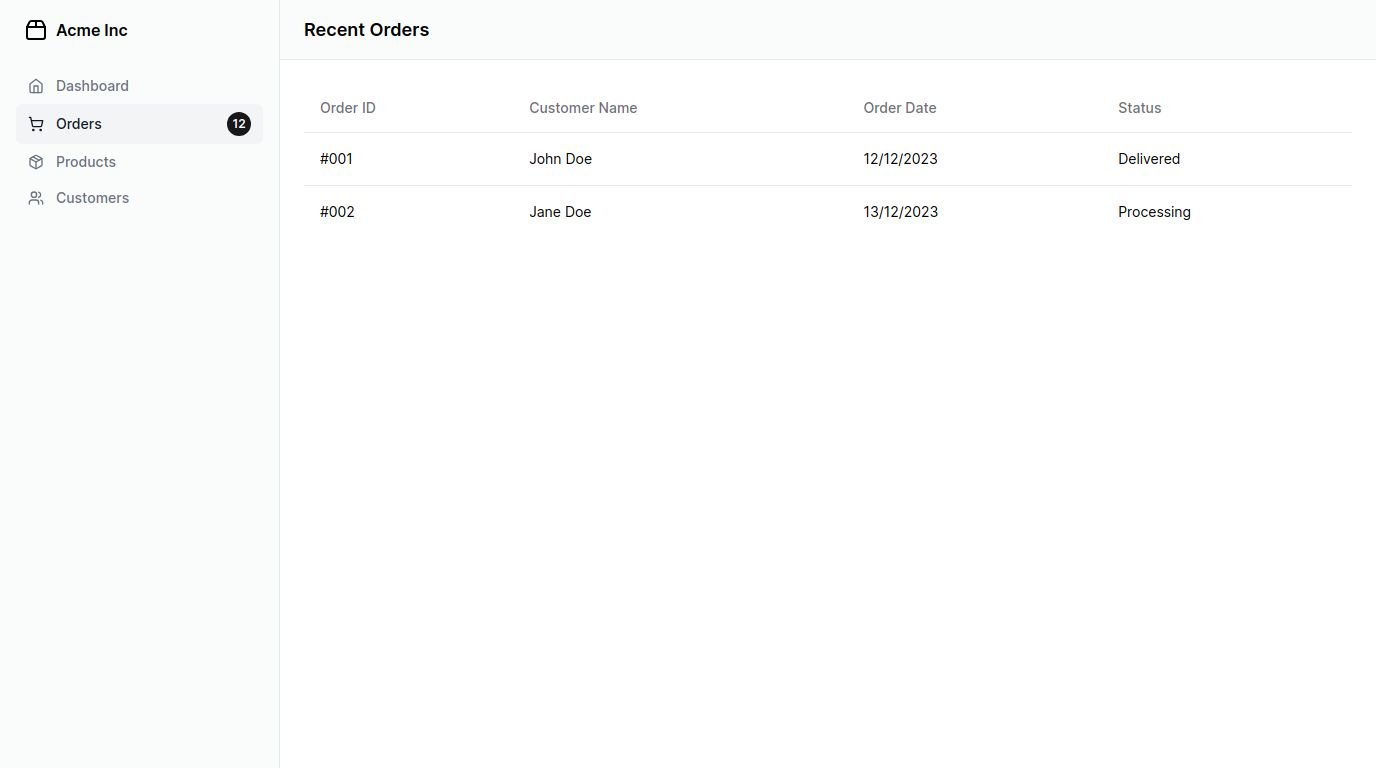 Acme Inc
Dashboard
Orders 12
Products
Customers
Recent Orders
Order ID Customer Name Order Date Status
#001 John Doe 12/12/2023 Delivered
#002 Jane Doe 13/12/2023 Processing